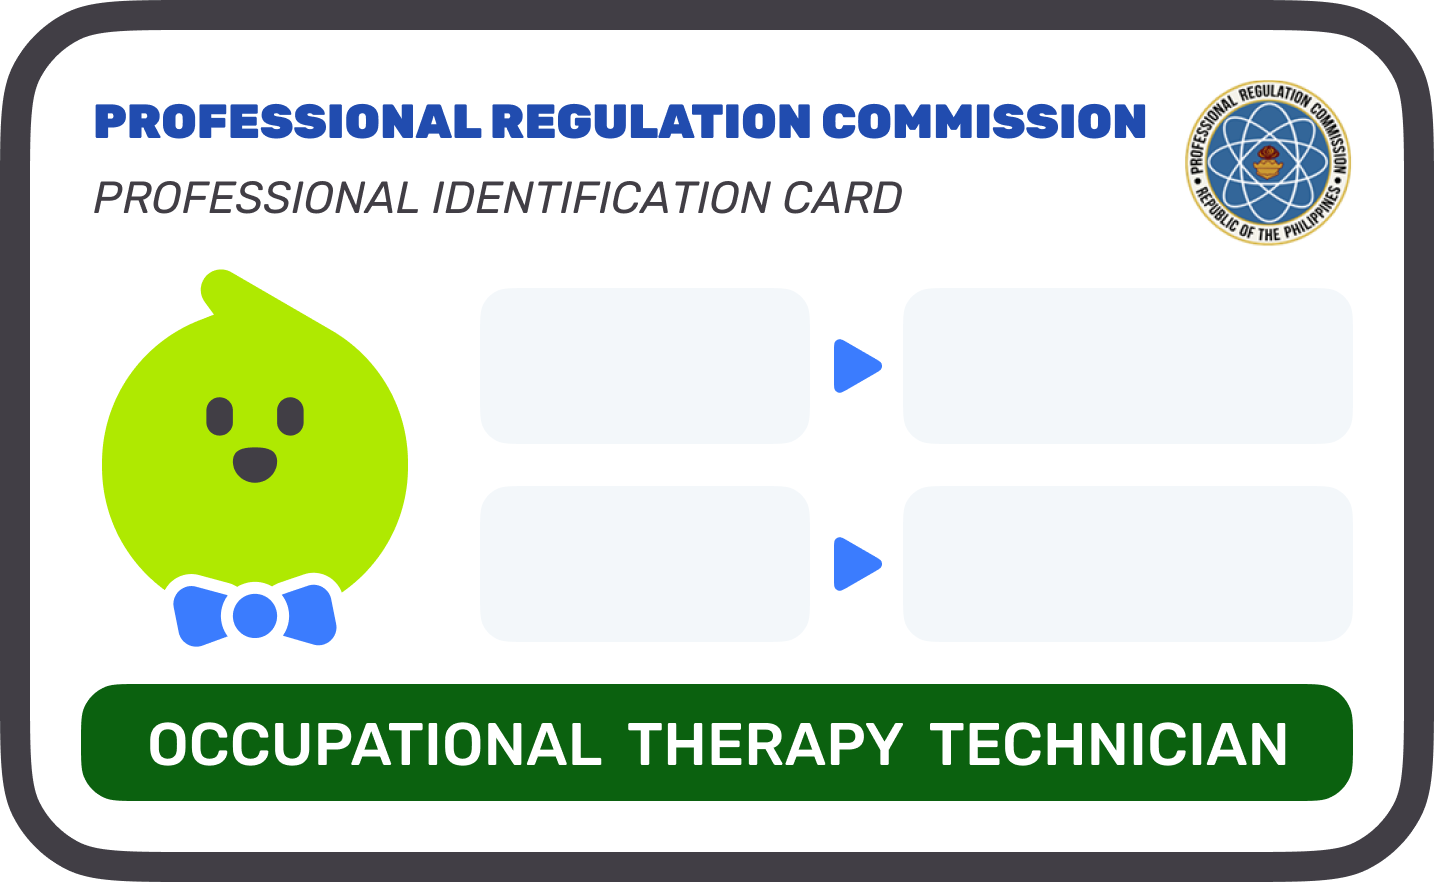 PROFESSIONAL REGULATION COMMISSION
PROFESSIONAL IDENTIFICATION CARD
PROFESSIONAL REGULATION COMMISSION
• REPUBLIC OF THE PHILIPPINES •
OCCUPATIONAL THERAPY TECHNICIAN